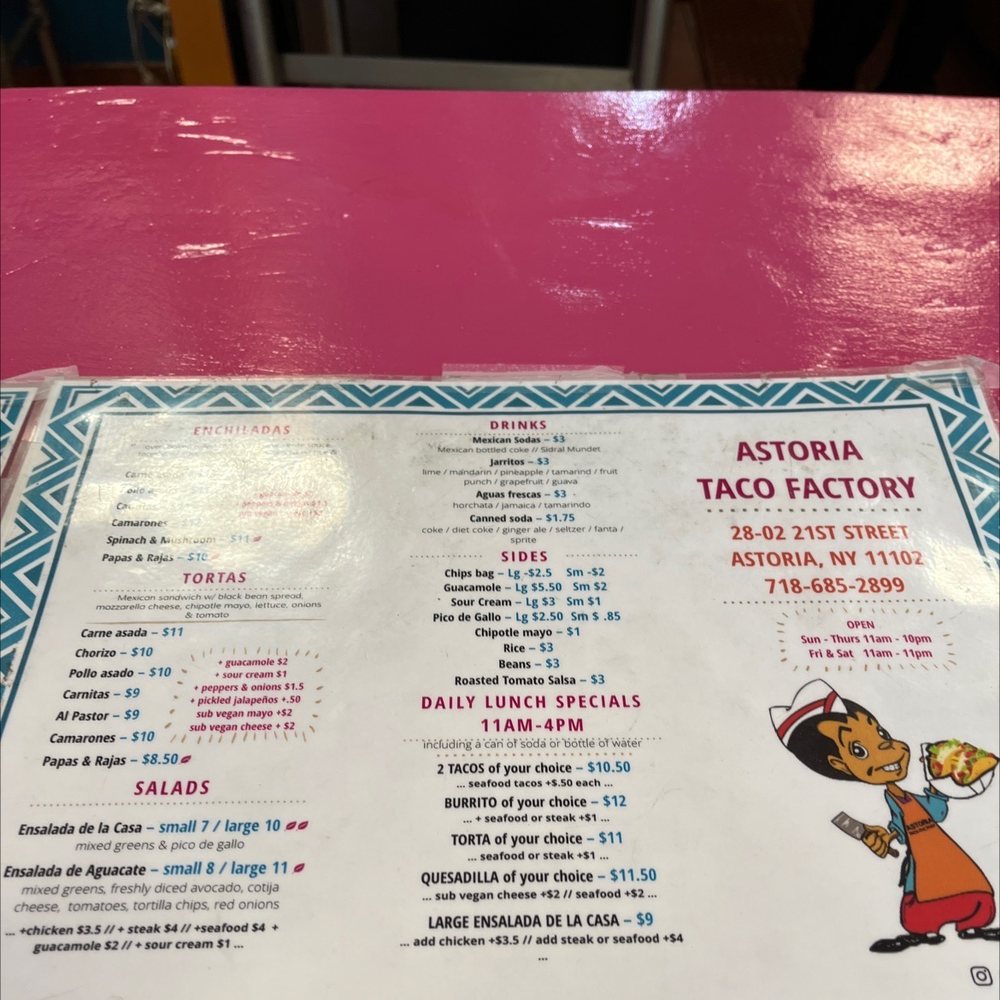 ENCHILADAS
Camarones
Spinach & Mushroom - $11
Papas & Rajas - $10
TORTAS
Mexican sandwich w/ black bean spread,
mozzarella cheese, chipotle mayo, lettuce, onions
& tomato
Carne asada – $11
Chorizo – $10
Pollo asado – $10
Carnitas – $9
Al Pastor – $9
Camarones – $10
Papas & Rajas – $8.50
+ guacamole $2
+ sour cream $1
+ peppers & onions $1.5
+ pickled jalapeños +.50
sub vegan mayo +$2
sub vegan cheese + $2
SALADS
Ensalada de la Casa – small 7 / large 10
mixed greens & pico de gallo
Ensalada de Aguacate – small 8 / large 11
mixed greens, freshly diced avocado, cotija
cheese, tomatoes, tortilla chips, red onions
... +chicken $3.5 // + steak $4 // +seafood $4 +
guacamole $2 // + sour cream $1 ...
DRINKS
Mexican Sodas – $3
Mexican bottled coke // Sidral Mundet
Jarritos – $3
lime / mandarin / pineapple / tamarind / fruit
punch / grapefruit / guava
Aguas frescas – $3
horchata / jamaica / tamarindo
Canned soda – $1.75
coke / diet coke / ginger ale / seltzer / fanta /
sprite
SIDES
Chips bag – Lg -$2.5 Sm -$2
Guacamole – Lg $5.50 Sm $2
Sour Cream – Lg $3 Sm $1
Pico de Gallo – Lg $2.50 Sm $ .85
Chipotle mayo – $1
Rice – $3
Beans – $3
Roasted Tomato Salsa – $3
DAILY LUNCH SPECIALS
11AM-4PM
including a can of soda or bottle of water
2 TACOS of your choice – $10.50
... seafood tacos +$.50 each ...
BURRITO of your choice – $12
... + seafood or steak +$1 ...
TORTA of your choice – $11
... seafood or steak +$1 ...
QUESADILLA of your choice – $11.50
... sub vegan cheese +$2 // seafood +$2 ...
LARGE ENSALADA DE LA CASA – $9
... add chicken +$3.5 // add steak or seafood +$4
...
ASTORIA
TACO FACTORY
28-02 21ST STREET
ASTORIA, NY 11102
718-685-2899
OPEN
Sun - Thurs 11am - 10pm
Fri & Sat 11am - 11pm
ASTORIA
TACO FACTORY